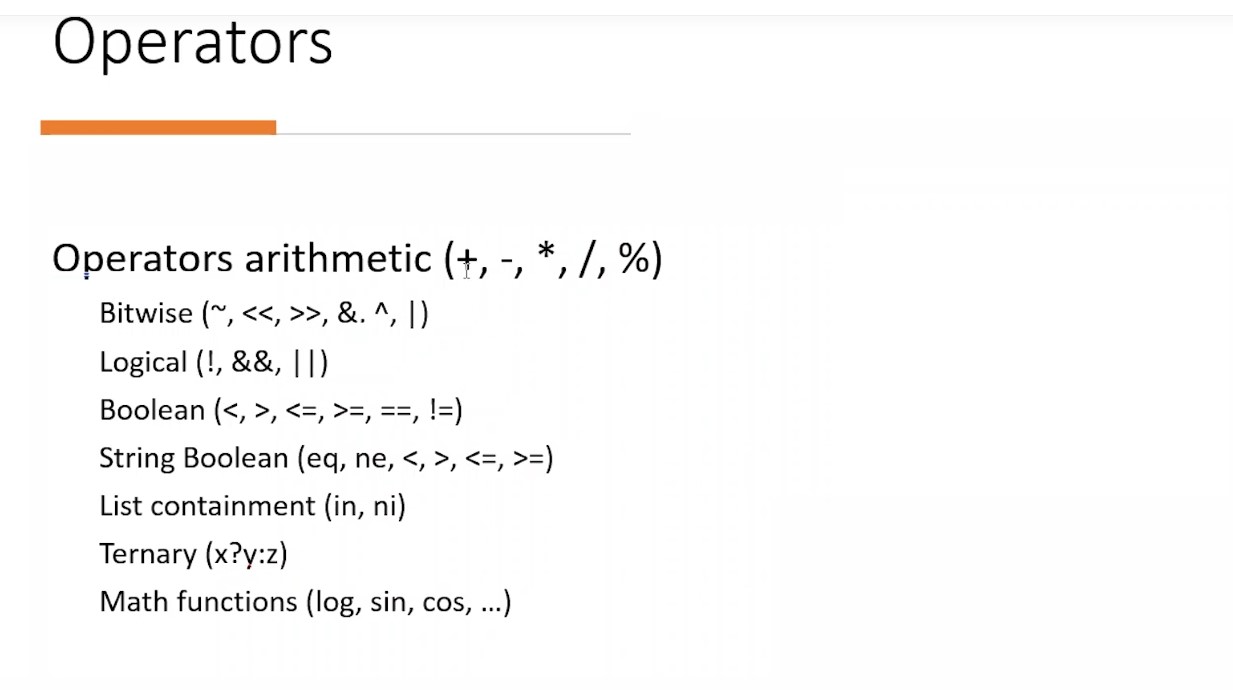 Operators
Operators arithmetic (+, -, *, /, %)
Bitwise (~, <<, >>, &. ^, |)
Logical (!, &&, ||)
Boolean (<, >, <=, >=, ==, !=)
String Boolean (eq, ne, <, >, <=, >=)
List containment (in, ni)
Ternary (x?y:z)
Math functions (log, sin, cos, ...)